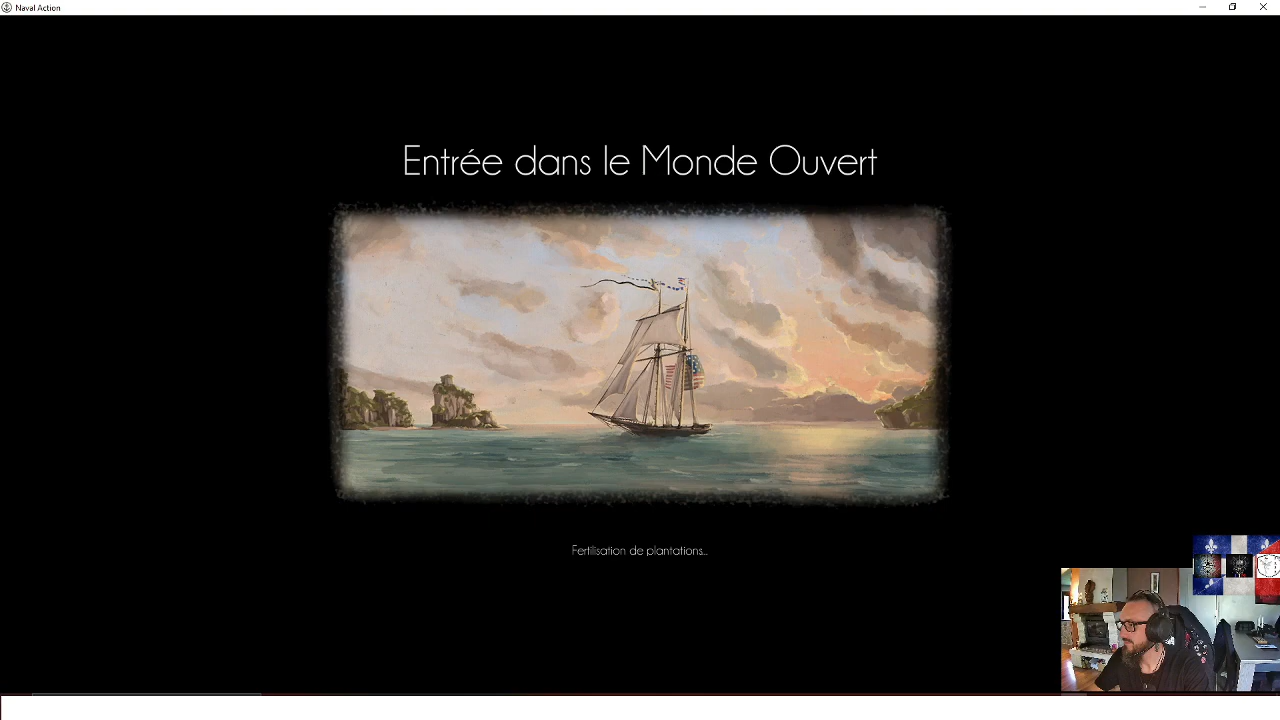 Naval Action
Entrée dans le Monde Ouvert
Fertilisation de plantations...